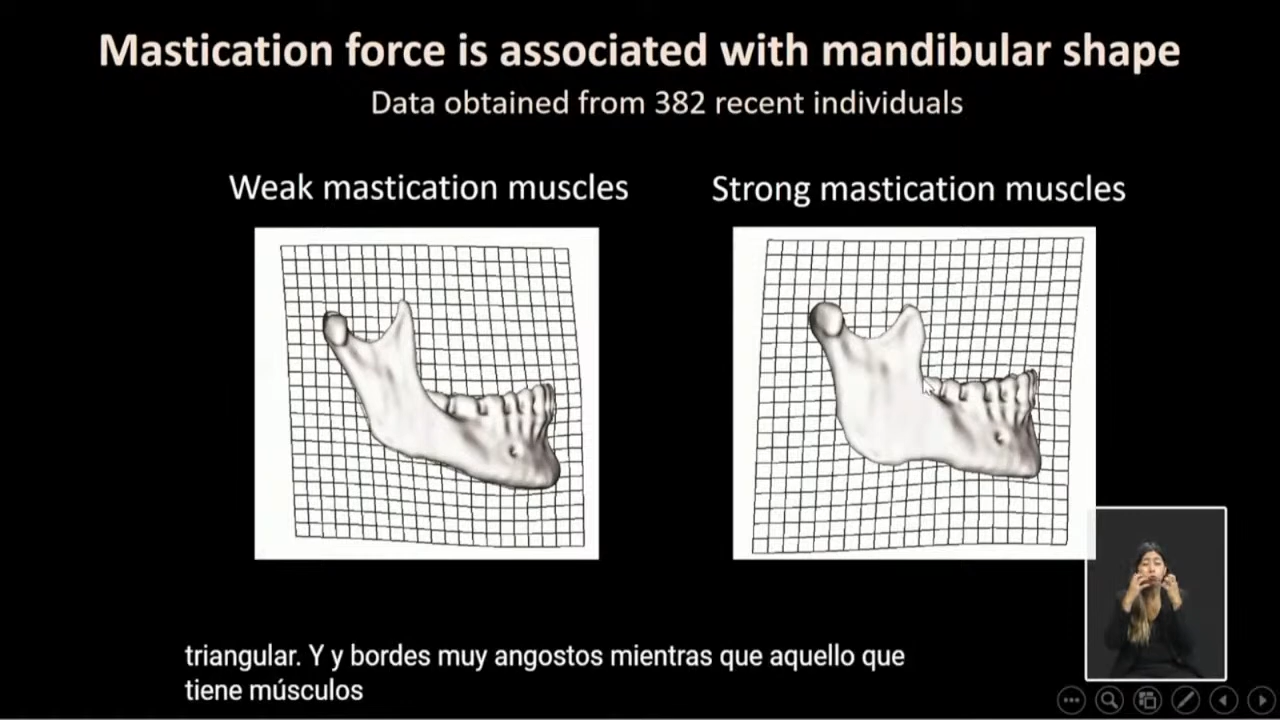 Mastication force is associated with mandibular shape
Data obtained from 382 recent individuals
Weak mastication muscles
Strong mastication muscles
triangular. Y y bordes muy angostos mientras que aquello que
tiene músculos